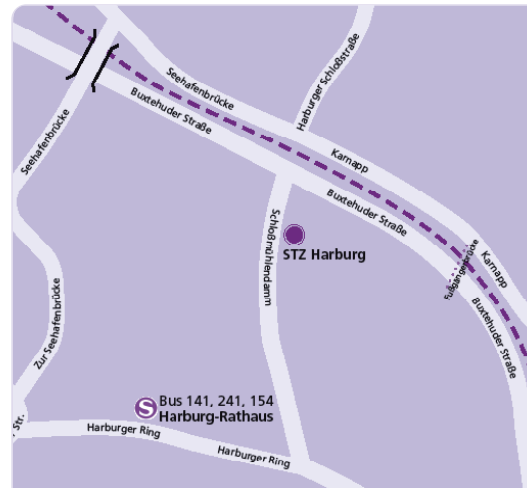 Seehafenbrücke
Harburger Schloßstraße
Buxtehuder Straße
Seehafenbrücke
Karnapp
Buxtehuder Straße
Schloßmühlendamm
STZ Harburg
Fußgängerbrücke
Karnapp
Zur Seehafenbrücke
Buxtehuder Straße
S Bus 141, 241, 154
Harburg-Rathaus
r Str.
Harburger Ring
Harburger Ring